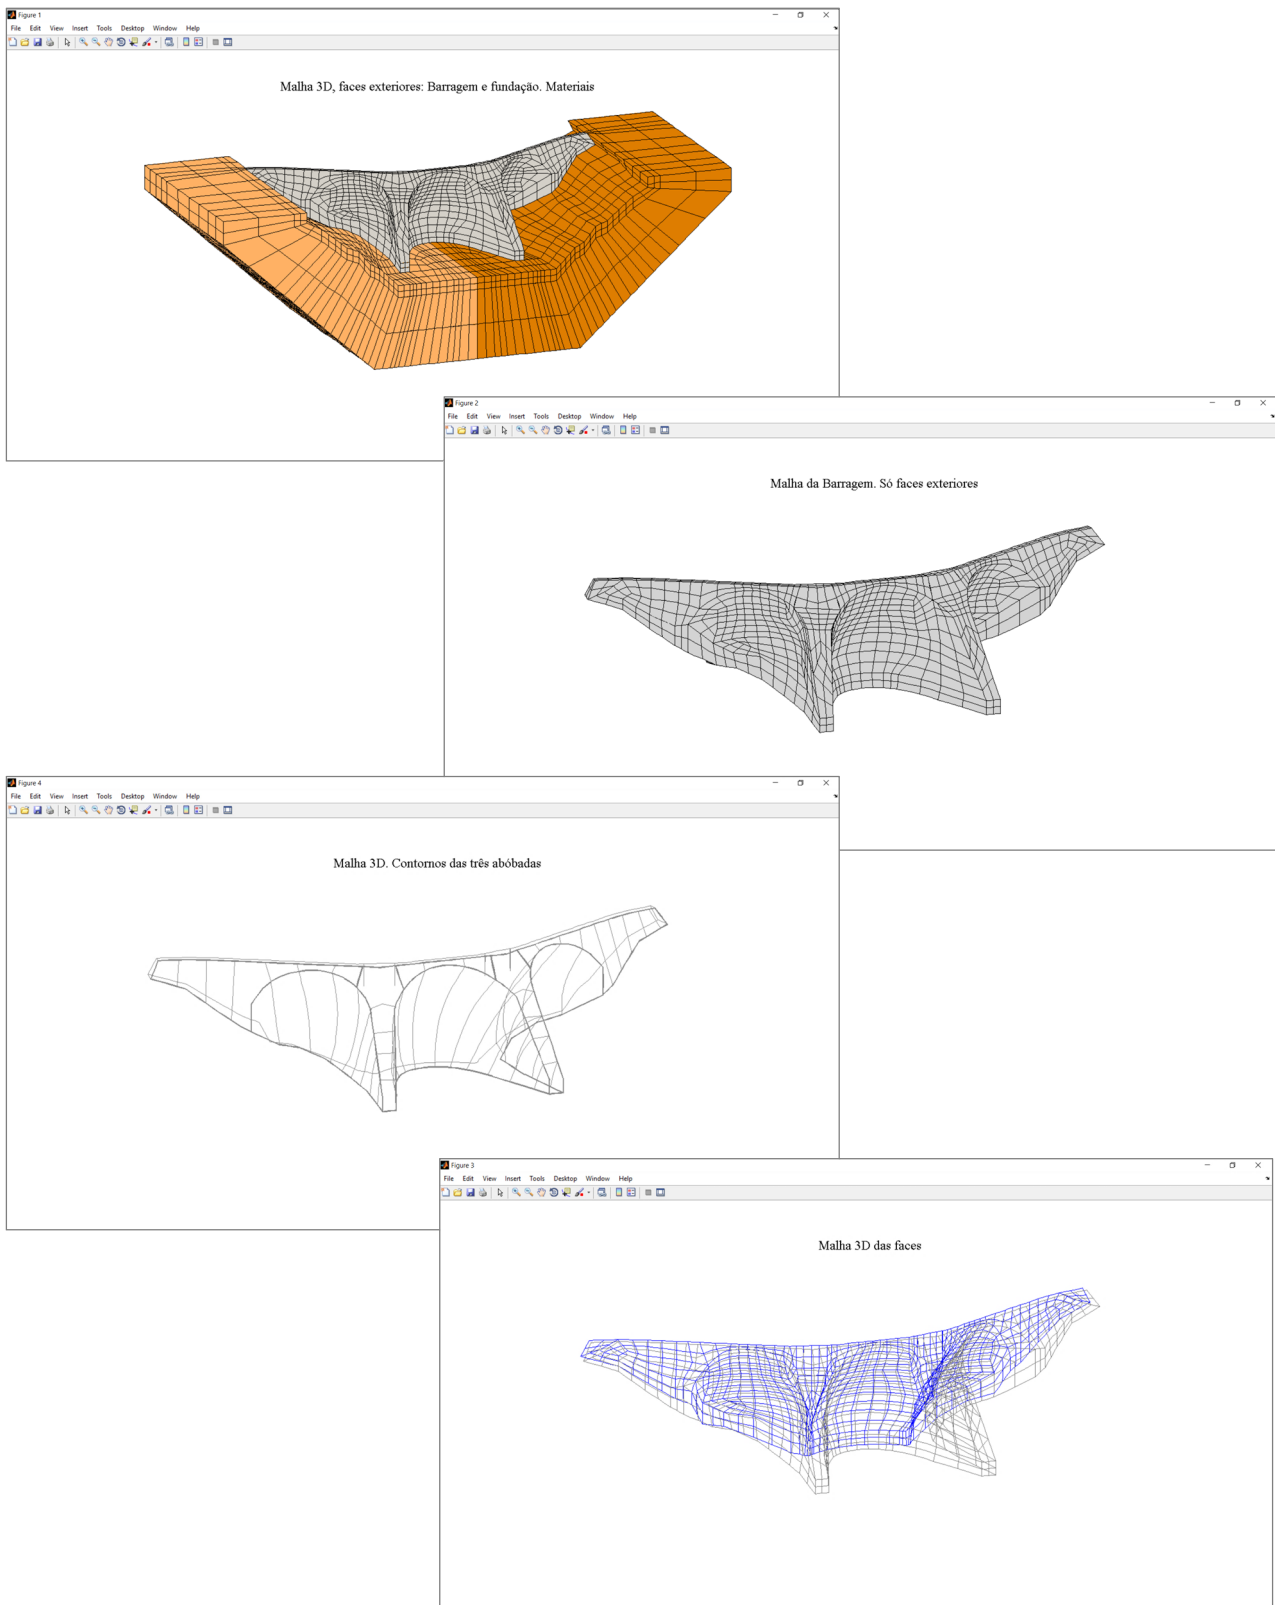 Figure 1
File Edit View Insert Tools Desktop Window Help
Malha 3D, faces exteriores: Barragem e fundação. Materiais
Figure 2
File Edit View Insert Tools Desktop Window Help
Malha da Barragem. Só faces exteriores
Figure 4
File Edit View Insert Tools Desktop Window Help
Malha 3D. Contornos das três abóbadas
Figure 3
File Edit View Insert Tools Desktop Window Help
Malha 3D das faces